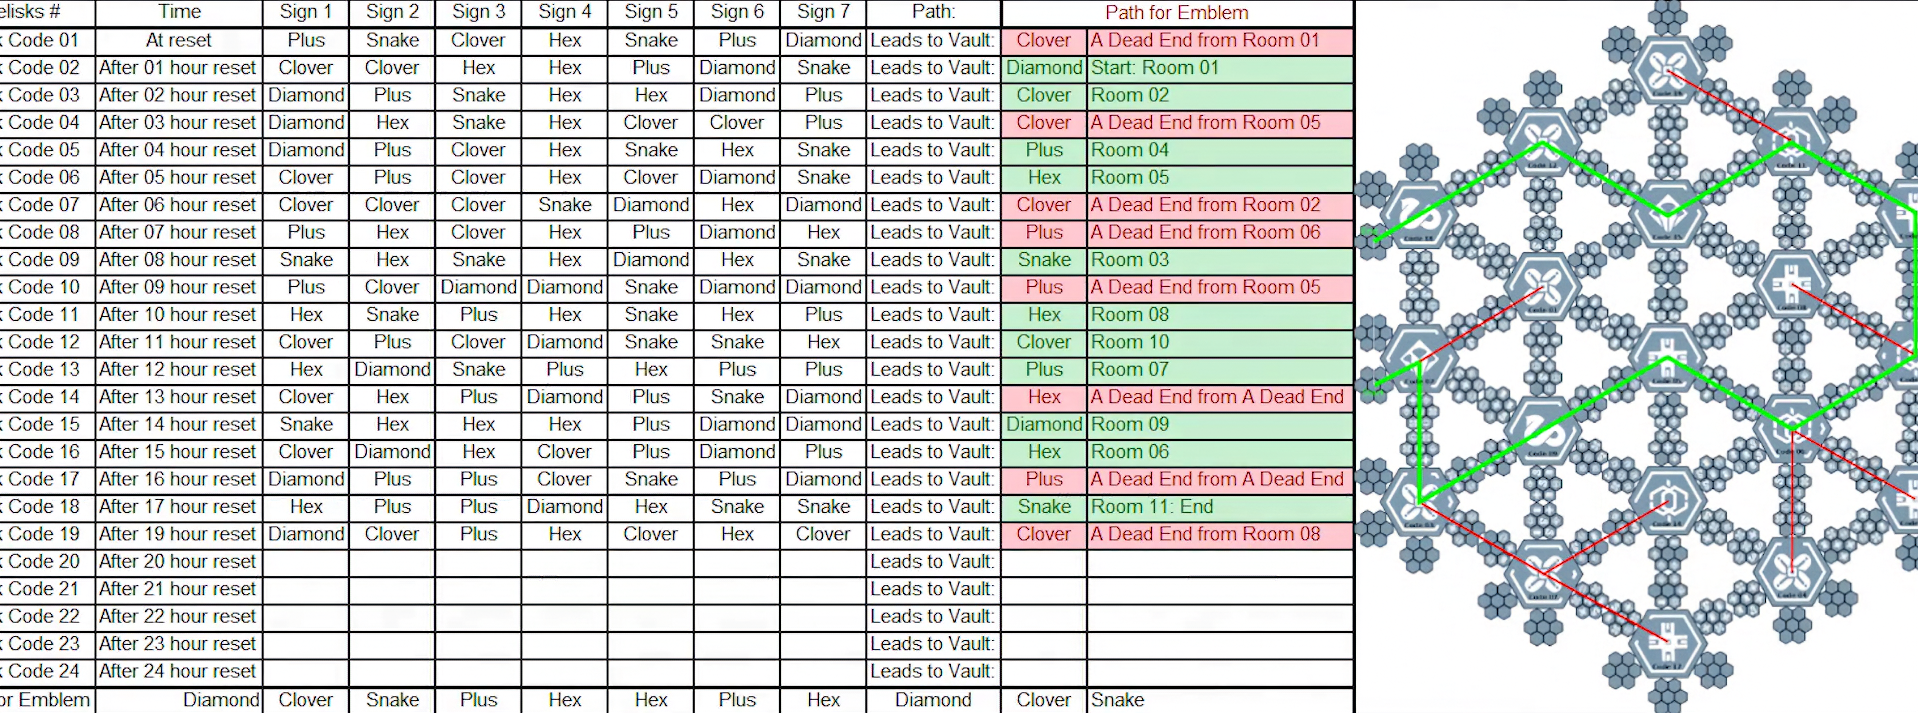 elisks # Time Sign 1 Sign 2 Sign 3 Sign 4 Sign 5 Sign 6 Sign 7 Path: Path for Emblem
k Code 01 At reset Plus Snake Clover Hex Snake Plus Diamond Leads to Vault: Clover A Dead End from Room 01
k Code 02 After 01 hour reset Clover Clover Hex Hex Plus Diamond Snake Leads to Vault: Diamond Start: Room 01
k Code 03 After 02 hour reset Diamond Plus Snake Hex Hex Diamond Plus Leads to Vault: Clover Room 02
k Code 04 After 03 hour reset Diamond Hex Snake Hex Clover Clover Plus Leads to Vault: Clover A Dead End from Room 05
k Code 05 After 04 hour reset Diamond Plus Clover Hex Snake Hex Snake Leads to Vault: Plus Room 04
k Code 06 After 05 hour reset Clover Plus Clover Hex Clover Diamond Snake Leads to Vault: Hex Room 05
k Code 07 After 06 hour reset Clover Clover Clover Snake Diamond Hex Diamond Leads to Vault: Clover A Dead End from Room 02
k Code 08 After 07 hour reset Plus Hex Clover Hex Plus Diamond Hex Leads to Vault: Plus A Dead End from Room 06
k Code 09 After 08 hour reset Snake Hex Snake Hex Diamond Hex Snake Leads to Vault: Snake Room 03
k Code 10 After 09 hour reset Plus Clover Diamond Diamond Snake Diamond Diamond Leads to Vault: Plus A Dead End from Room 05
k Code 11 After 10 hour reset Hex Snake Plus Hex Snake Hex Plus Leads to Vault: Hex Room 08
k Code 12 After 11 hour reset Clover Plus Clover Diamond Snake Snake Hex Leads to Vault: Clover Room 10
k Code 13 After 12 hour reset Hex Diamond Snake Plus Hex Plus Plus Leads to Vault: Plus Room 07
k Code 14 After 13 hour reset Clover Hex Plus Diamond Plus Snake Diamond Leads to Vault: Hex A Dead End from A Dead End
k Code 15 After 14 hour reset Snake Hex Hex Hex Plus Diamond Diamond Leads to Vault: Diamond Room 09
k Code 16 After 15 hour reset Clover Diamond Hex Clover Plus Diamond Plus Leads to Vault: Hex Room 06
k Code 17 After 16 hour reset Diamond Plus Plus Clover Snake Plus Diamond Leads to Vault: Plus A Dead End from A Dead End
k Code 18 After 17 hour reset Hex Plus Plus Diamond Hex Snake Snake Leads to Vault: Snake Room 11: End
k Code 19 After 19 hour reset Diamond Clover Plus Hex Clover Hex Clover Leads to Vault: Clover A Dead End from Room 08
k Code 20 After 20 hour reset Leads to Vault:
k Code 21 After 21 hour reset Leads to Vault:
k Code 22 After 22 hour reset Leads to Vault:
k Code 23 After 23 hour reset Leads to Vault:
k Code 24 After 24 hour reset Leads to Vault:
or Emblem Diamond Clover Snake Plus Hex Hex Plus Hex Diamond Clover Snake